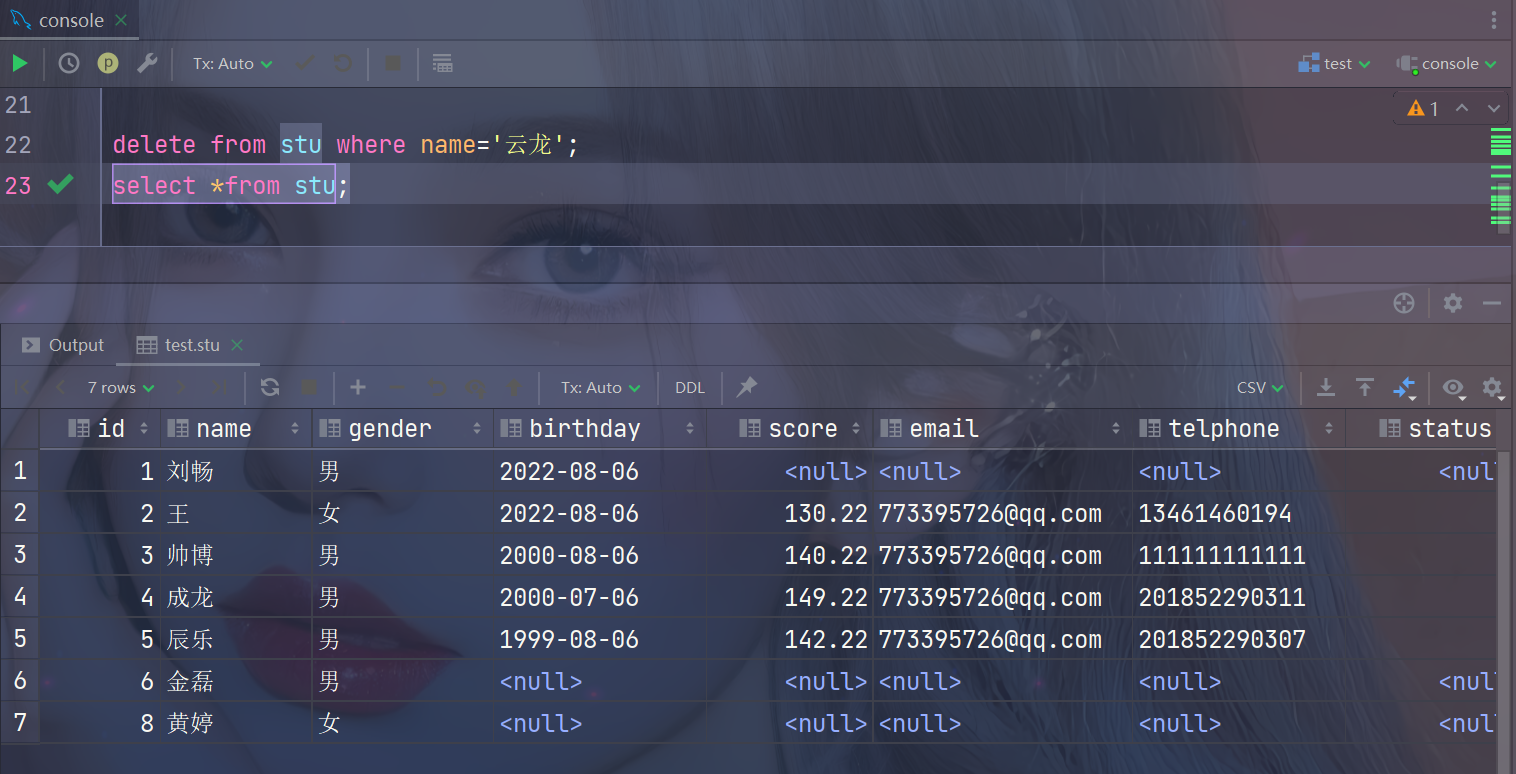 console
Tx: Auto test console
21
22 delete from stu where name='云龙'; 1
23 select *from stu;
Output test.stu
7 rows Tx: Auto DDL CSV
id name gender birthday score email telphone status
1 1 刘畅 男 2022-08-06 <null> <null> <null> <nul
2 2 王 女 2022-08-06 130.22 773395726@qq.com 13461460194
3 3 帅博 男 2000-08-06 140.22 773395726@qq.com 111111111111
4 4 成龙 男 2000-07-06 149.22 773395726@qq.com 201852290311
5 5 辰乐 男 1999-08-06 142.22 773395726@qq.com 201852290307
6 6 金磊 男 <null> <null> <null> <null> <nul
7 8 黄婷 女 <null> <null> <null> <null> <nul